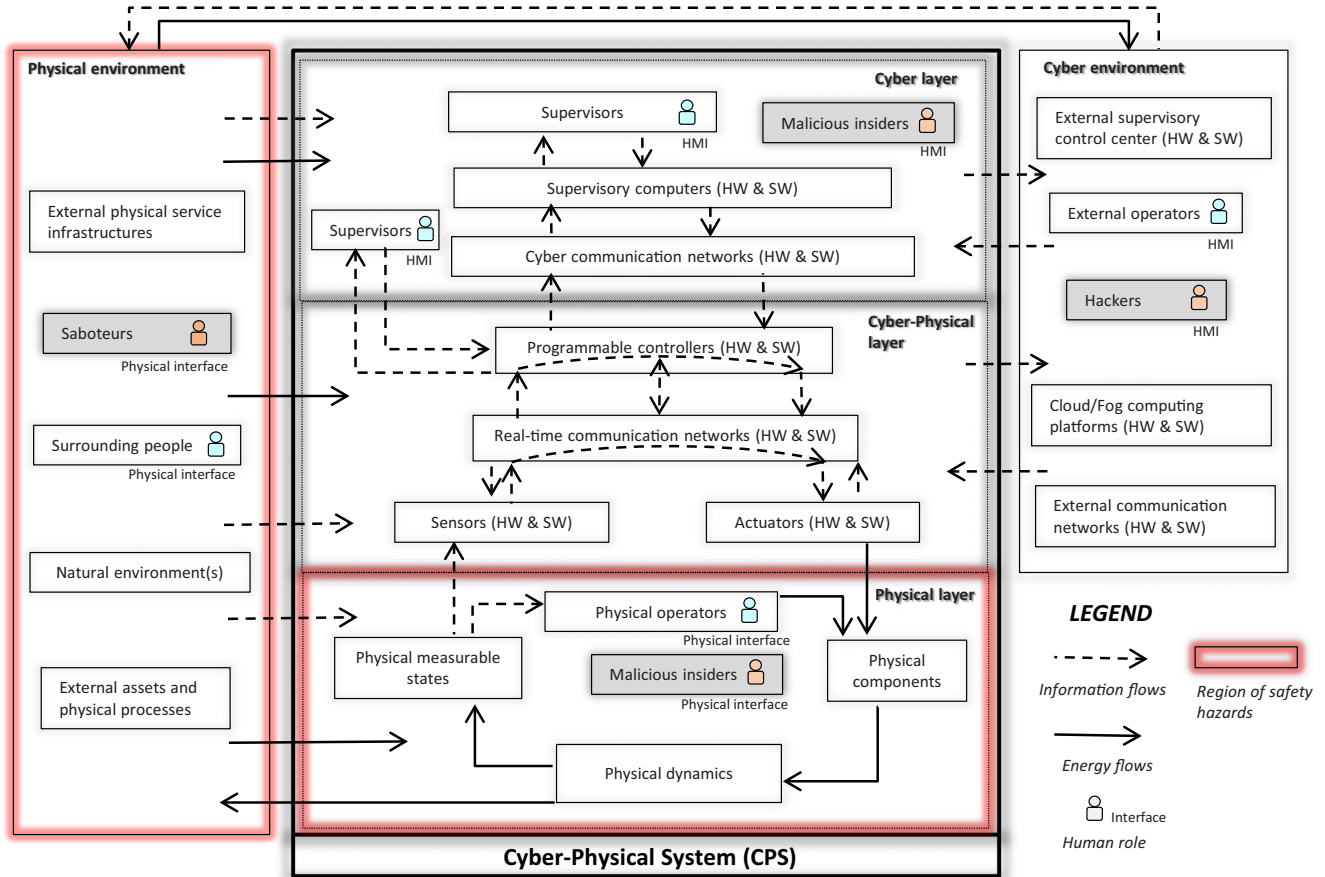 Physical environment
External physical service
infrastructures
Saboteurs
Physical interface
Surrounding people
Physical interface
Natural environment(s)
External assets and
physical processes
Cyber layer
Supervisors
HMI
Malicious insiders
HMI
Supervisory computers (HW & SW)
Supervisors
HMI
Cyber communication networks (HW & SW)
Cyber-Physical
layer
Programmable controllers (HW & SW)
Real-time communication networks (HW & SW)
Sensors (HW & SW)
Actuators (HW & SW)
Physical layer
Physical operators
Physical interface
Physical measurable
states
Malicious insiders
Physical interface
Physical
components
Physical dynamics
Cyber-Physical System (CPS)
Cyber environment
External supervisory
control center (HW & SW)
External operators
HMI
Hackers
HMI
Cloud/Fog computing
platforms (HW & SW)
External communication
networks (HW & SW)
LEGEND
Information flows
Region of safety
hazards
Energy flows
Interface
Human role